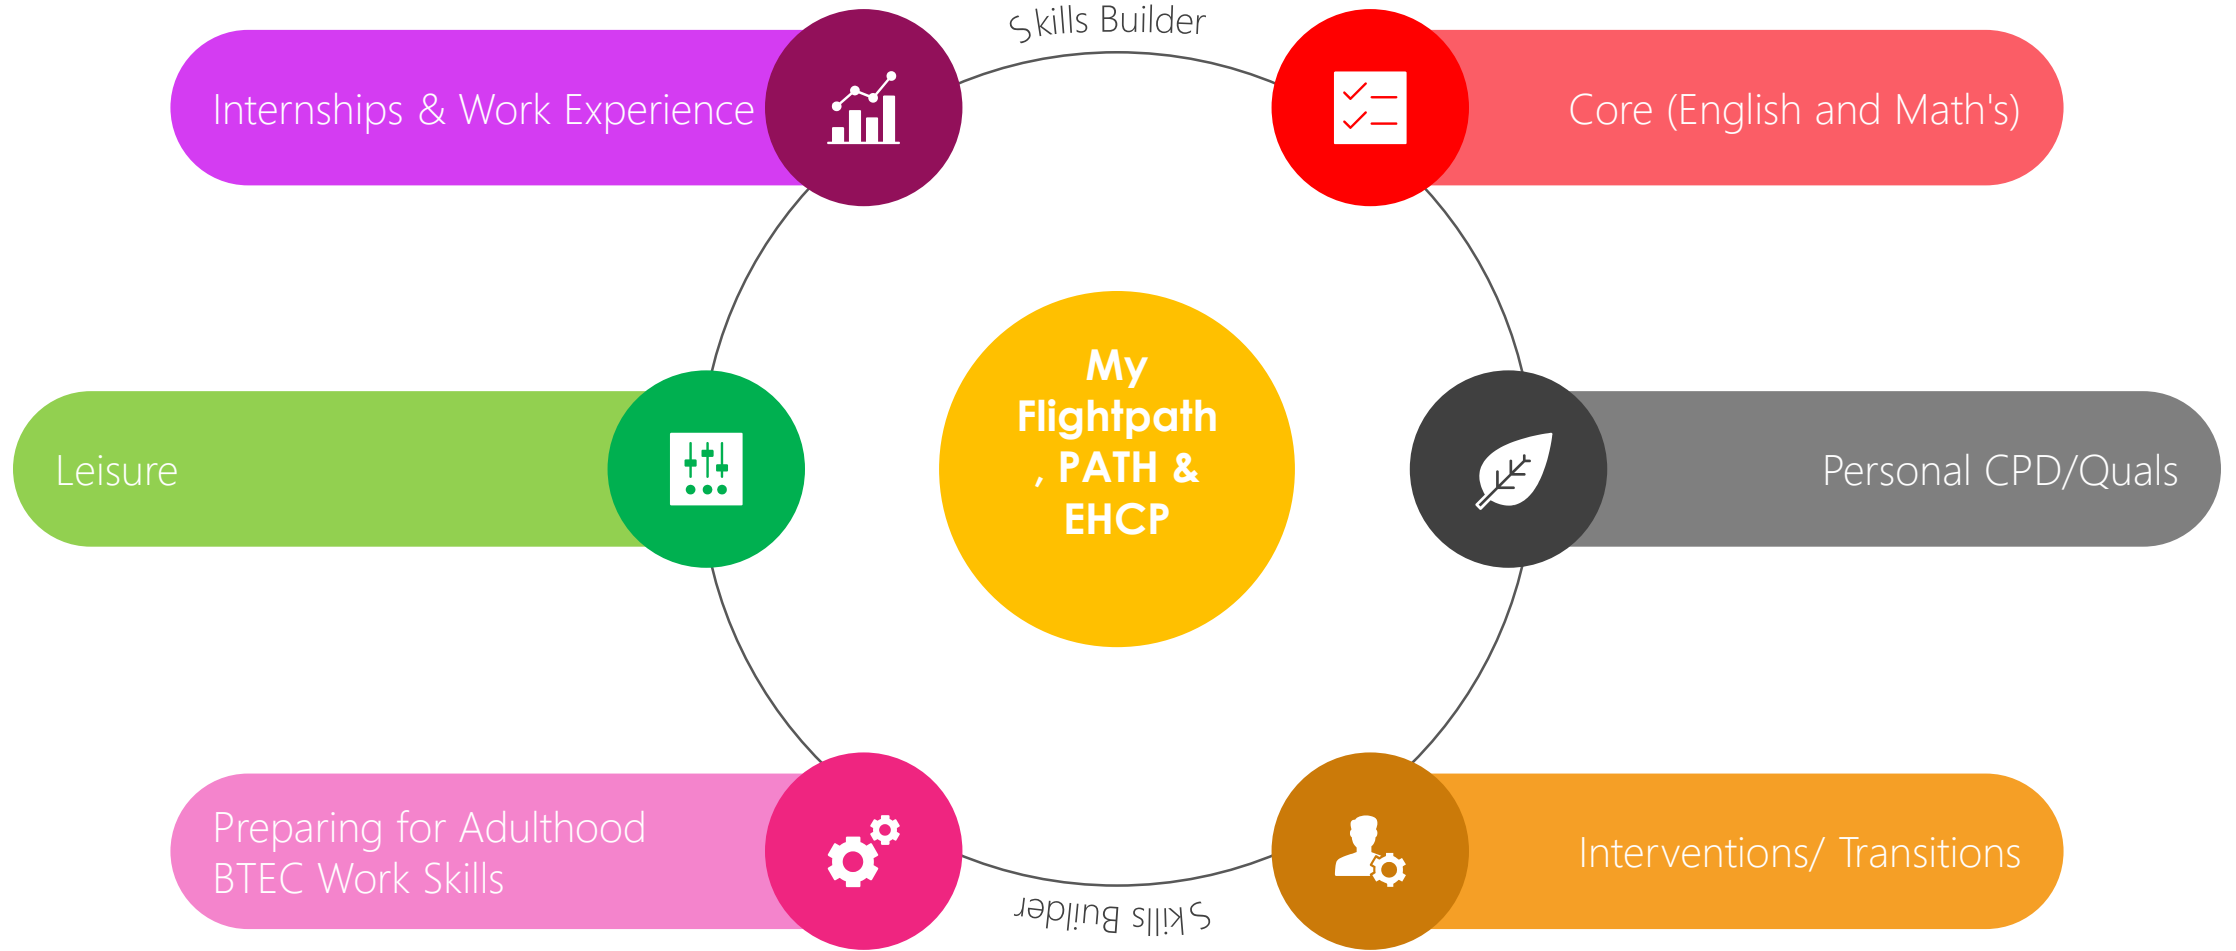 Skills Builder
Internships & Work Experience
Core (English and Math's)
My
Flightpath
, PATH &
EHCP
Leisure
Personal CPD/Quals
Preparing for Adulthood
BTEC Work Skills
Interventions/ Transitions
Skills Builder